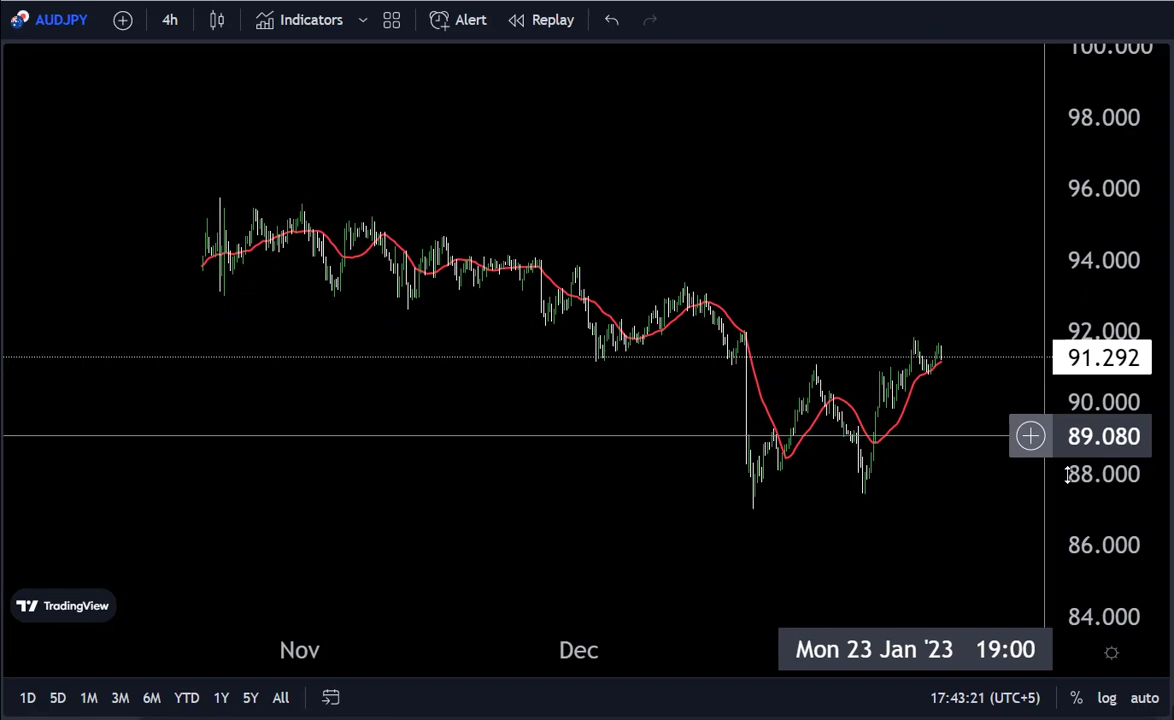 AUDJPY 4h Indicators Alert Replay
100.000
98.000
96.000
94.000
92.000
91.292
90.000
89.080
88.000
86.000
84.000
TradingView
Nov Dec Mon 23 Jan '23 19:00
1D 5D 1M 3M 6M YTD 1Y 5Y All 17:43:21 (UTC+5) % log auto